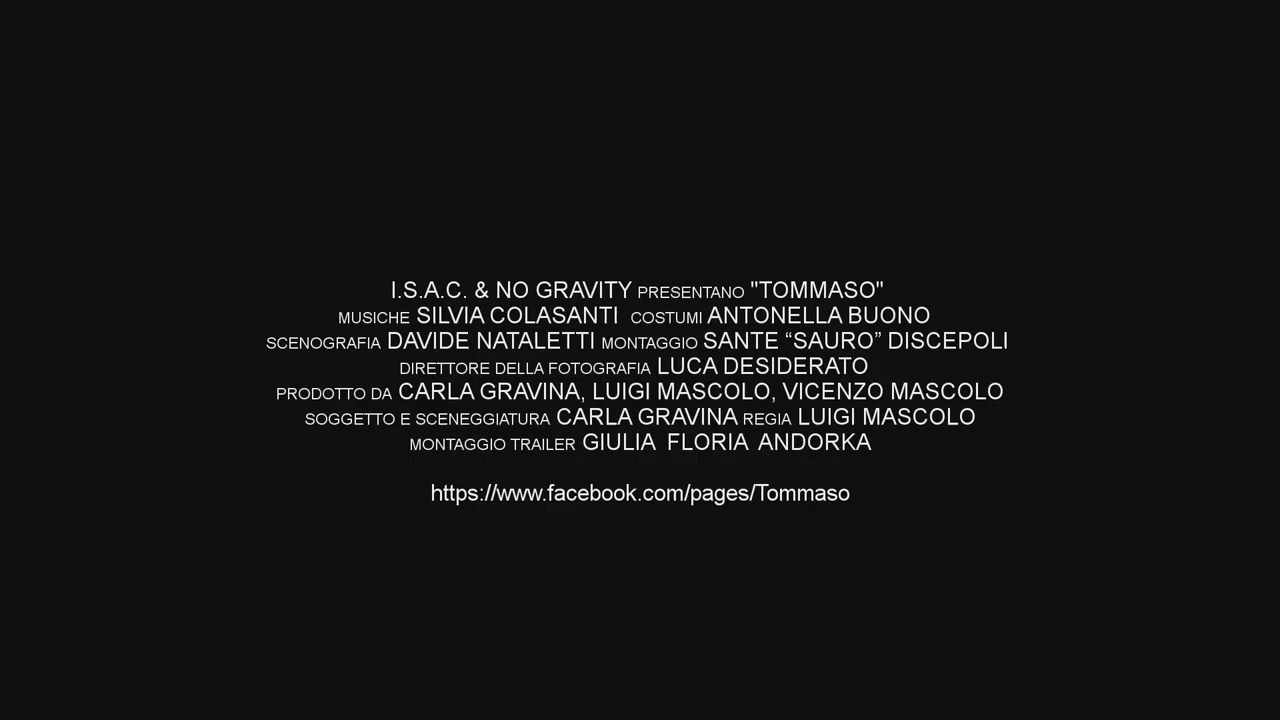 I.S.A.C. & NO GRAVITY PRESENTANO "TOMMASO"
MUSICHE SILVIA COLASANTI COSTUMI ANTONELLA BUONO
SCENOGRAFIA DAVIDE NATALETTI MONTAGGIO SANTE “SAURO” DISCEPOLI
DIRETTORE DELLA FOTOGRAFIA LUCA DESIDERATO
PRODOTTO DA CARLA GRAVINA, LUIGI MASCOLO, VICENZO MASCOLO
SOGGETTO E SCENEGGIATURA CARLA GRAVINA REGIA LUIGI MASCOLO
MONTAGGIO TRAILER GIULIA FLORIA ANDORKA
https://www.facebook.com/pages/Tommaso